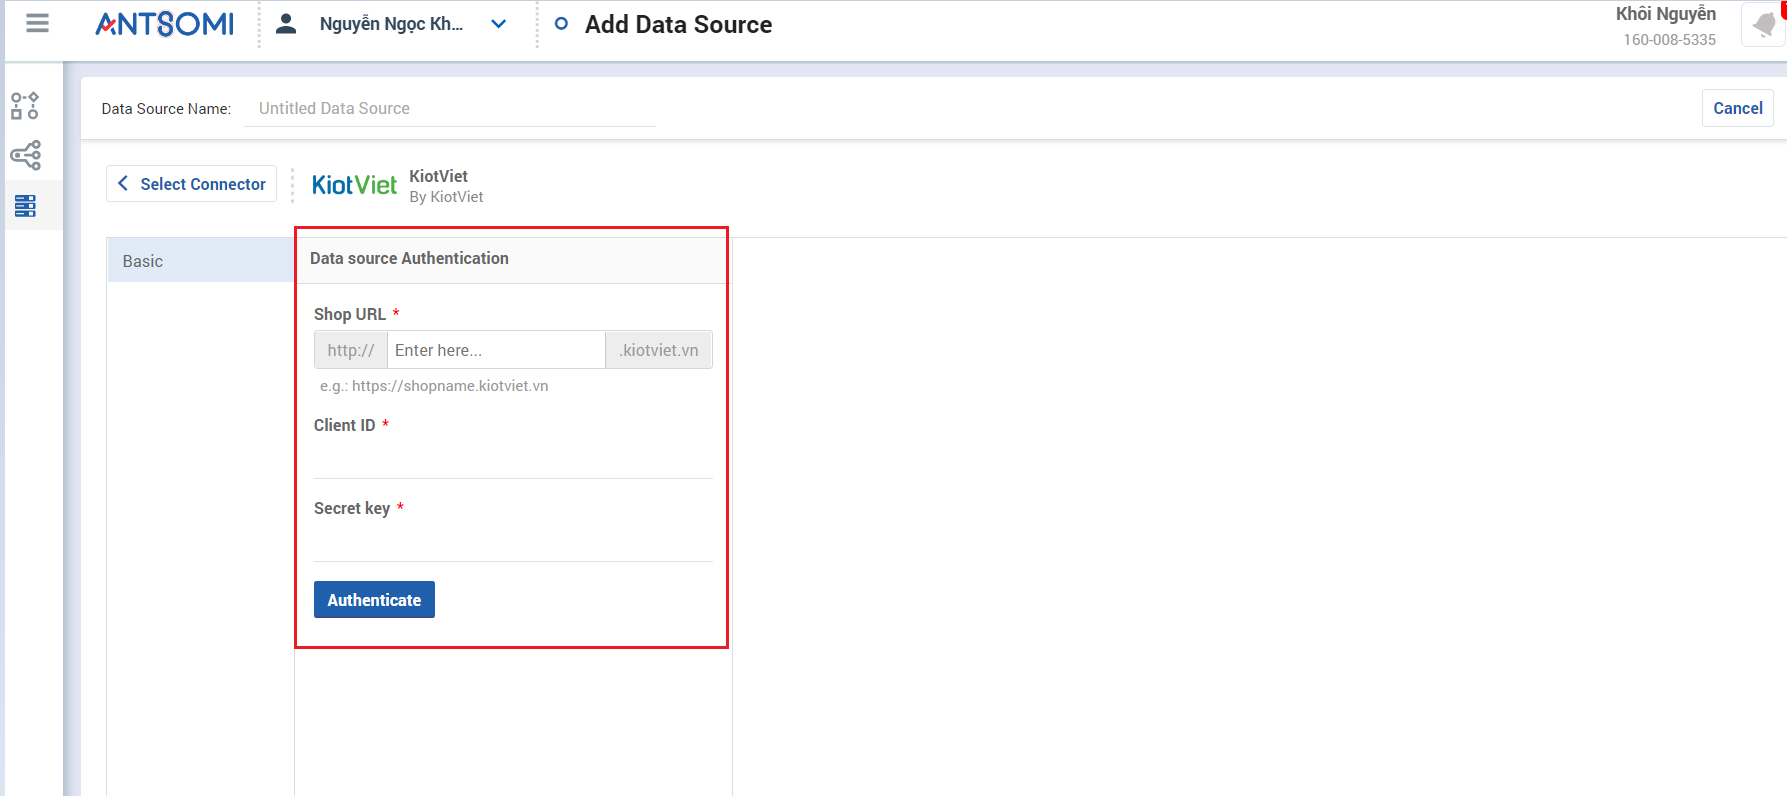 ANTSOMI
Nguyễn Ngọc Kh...
Add Data Source
Khôi Nguyễn
160-008-5335
Data Source Name:
Untitled Data Source
Cancel
Select Connector
KiotViet
KiotViet
By KiotViet
Basic
Data source Authentication
Shop URL *
http://
Enter here...
.kiotviet.vn
e.g.: https://shopname.kiotviet.vn
Client ID *
Secret key *
Authenticate